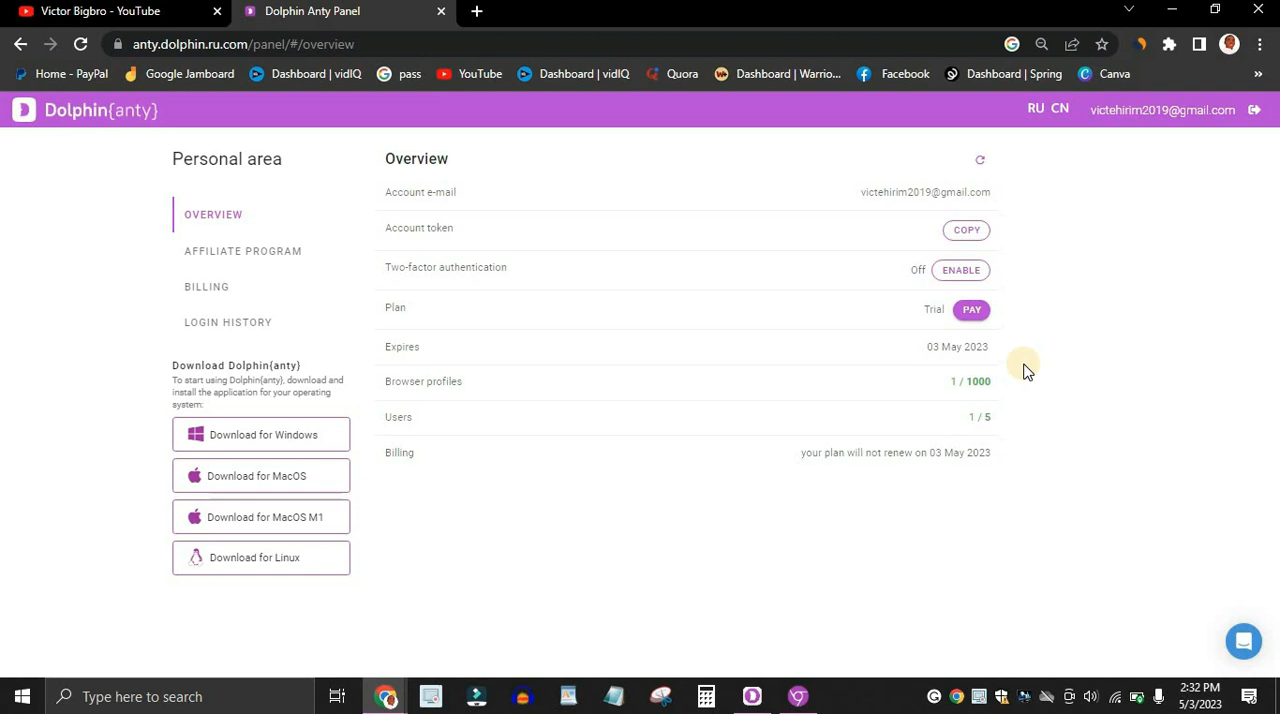 Victor Bigbro - YouTube
Dolphin Anty Panel
anty.dolphin.ru.com/panel/#/overview
Home - PayPal
Google Jamboard
Dashboard | vidIQ
pass
YouTube
Dashboard | vidIQ
Quora
Dashboard | Warrio...
Facebook
Dashboard | Spring
Canva
»
Dolphin{anty}
RU CN
victehirim2019@gmail.com
Personal area
OVERVIEW
AFFILIATE PROGRAM
BILLING
LOGIN HISTORY
Download Dolphin{anty}
To start using Dolphin{anty}, download and
install the application for your operating
system:
Download for Windows
Download for MacOS
Download for MacOS M1
Download for Linux
Overview
Account e-mail
victehirim2019@gmail.com
Account token
COPY
Two-factor authentication
Off ENABLE
Plan
Trial PAY
Expires
03 May 2023
Browser profiles
1 / 1000
Users
1 / 5
Billing
your plan will not renew on 03 May 2023
Type here to search
2:32 PM
5/3/2023